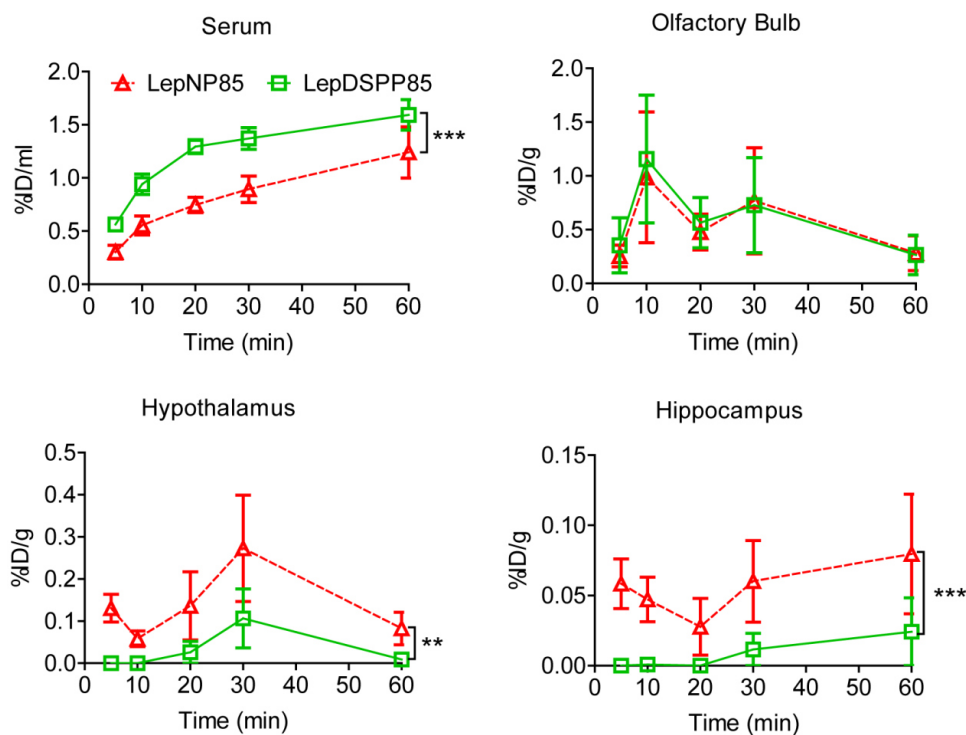 Serum
LepNP85 LepDSPP85
%ID/ml
2.0
1.5
1.0
0.5
0.0
***
0 10 20 30 40 50 60
Time (min)
Olfactory Bulb
%ID/g
2.0
1.5
1.0
0.5
0.0
0 10 20 30 40 50 60
Time (min)
Hypothalamus
%ID/g
0.5
0.4
0.3
0.2
0.1
0.0
**
0 10 20 30 40 50 60
Time (min)
Hippocampus
%ID/g
0.15
0.10
0.05
0.00
***
0 10 20 30 40 50 60
Time (min)